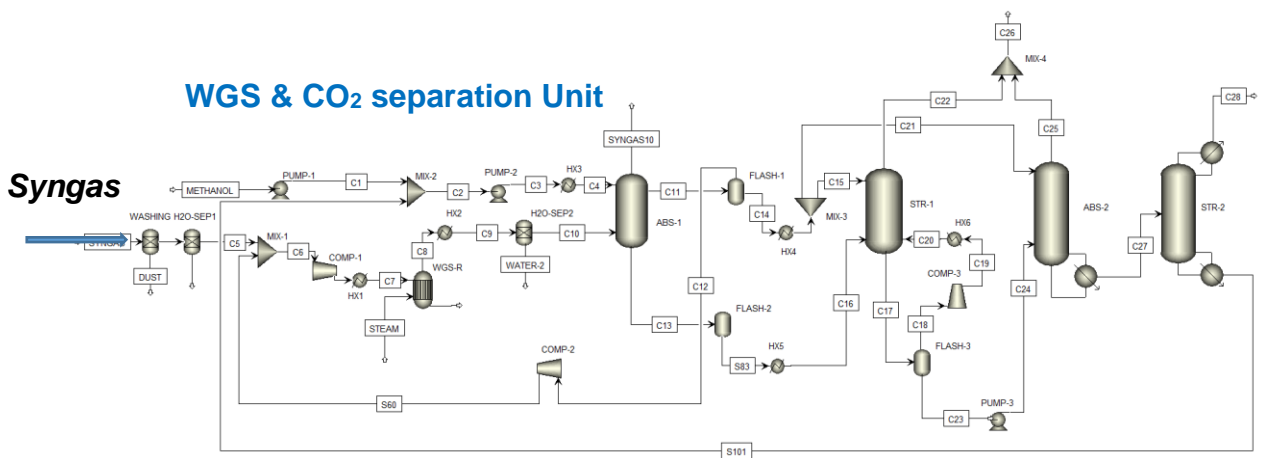 WGS & CO2 separation Unit
Syngas
C26
MIX-4
C22
C28
C21
C25
SYNGAS10
METHANOL
PUMP-1
C1
MIX-2
C2
PUMP-2
C3
HX3
C4
C11
FLASH-1
C15
C14
MIX-3
HX4
STR-1
ABS-2
STR-2
WASHING
H2O-SEP1
C5
MIX-1
C6
COMP-1
HX1
C7
C8
HX2
C9
H2O-SEP2
C10
ABS-1
WGS-R
WATER-2
DUST
STEAM
C12
C13
FLASH-2
S83
HX5
C16
C17
C18
C20
HX6
C19
COMP-3
FLASH-3
C24
C27
COMP-2
S60
C23
PUMP-3
S101